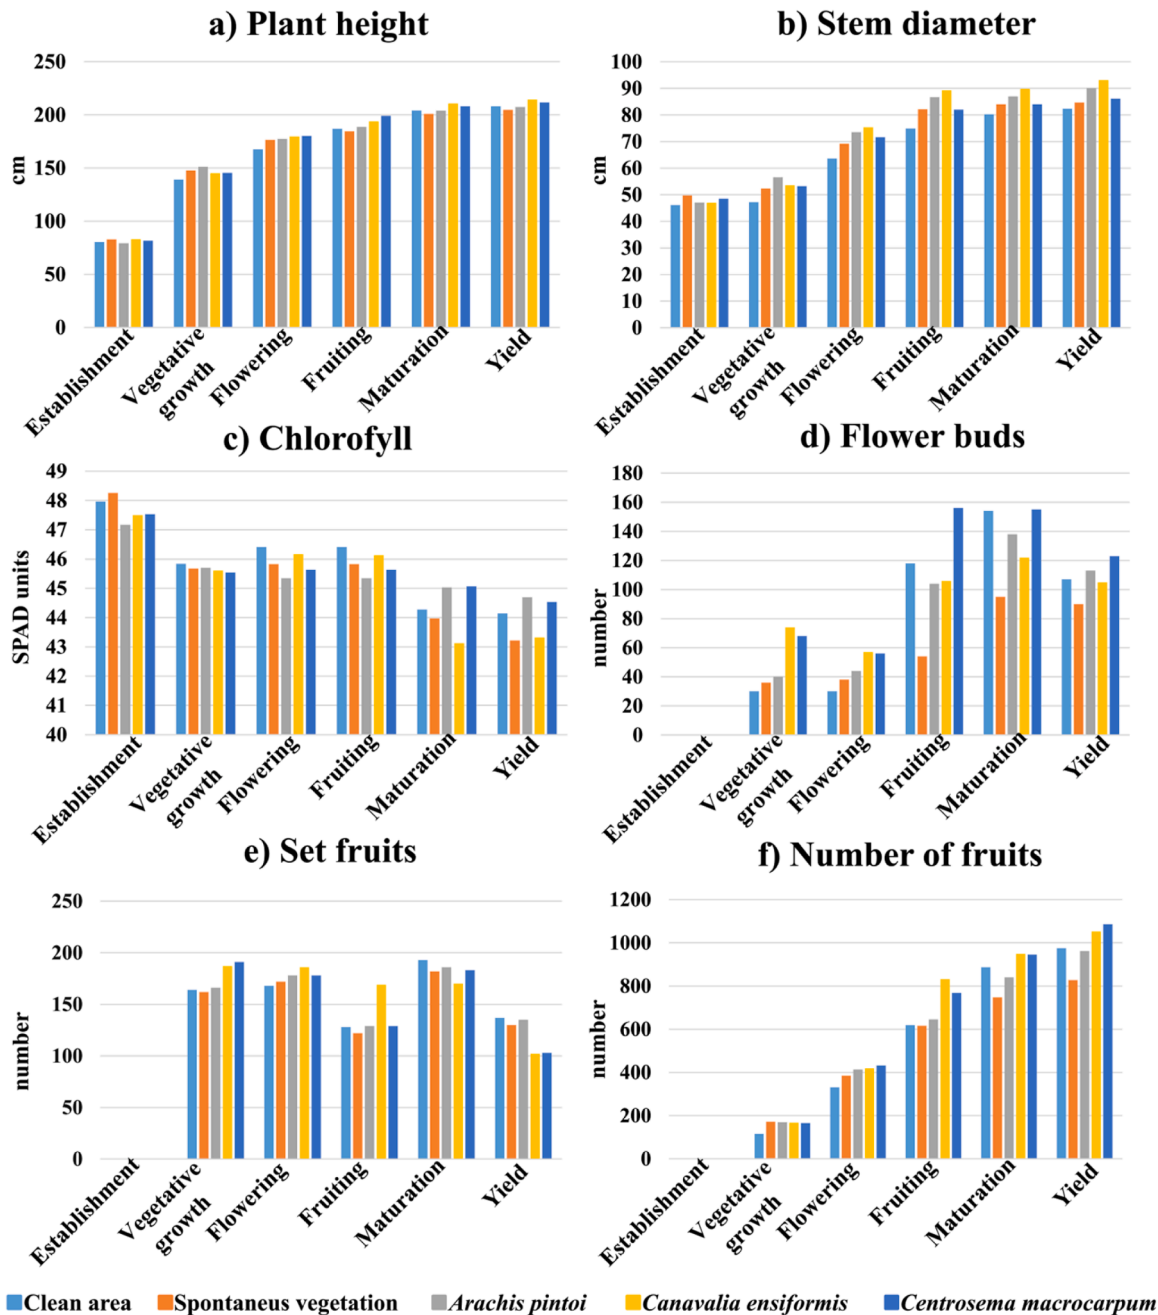 a) Plant height
250
200
150
100
50
0
cm
Establishment
Vegetative
growth
Flowering
Fruiting
Maturation
Yield
b) Stem diameter
100
90
80
70
60
50
40
30
20
10
0
cm
Establishment
Vegetative
growth
Flowering
Fruiting
Maturation
Yield
c) Chlorofyll
49
48
47
46
45
44
43
42
41
40
SPAD units
Establishment
Vegetative
growth
Flowering
Fruiting
Maturation
Yield
d) Flower buds
180
160
140
120
100
80
60
40
20
0
number
Establishment
Vegetative
growth
Flowering
Fruiting
Maturation
Yield
e) Set fruits
250
200
150
100
50
0
number
Establishment
Vegetative
growth
Flowering
Fruiting
Maturation
Yield
f) Number of fruits
1200
1000
800
600
400
200
0
number
Establishment
Vegetative
growth
Flowering
Fruiting
Maturation
Yield
Clean area Spontaneus vegetation Arachis pintoi Canavalia ensiformis Centrosema macrocarpum